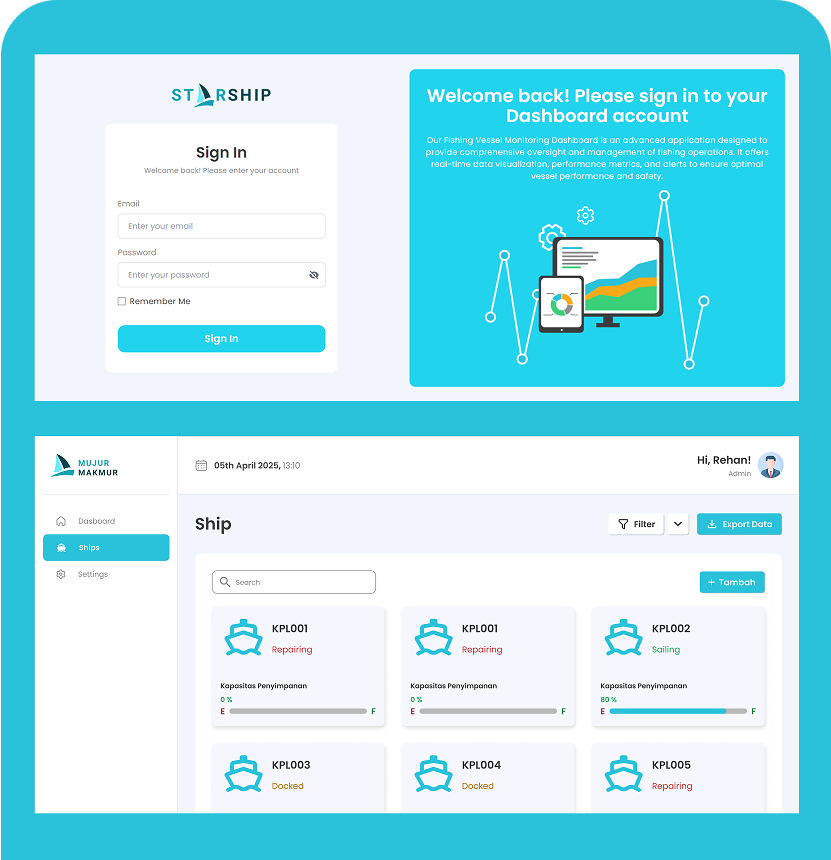 STARSHIP
Sign In
Welcome back! Please enter your account
Email
Enter your email
Password
Enter your password
Remember Me
Sign In
Welcome back! Please sign in to your
Dashboard account
Our Fishing Vessel Monitoring Dashboard is an advanced application designed to
provide comprehensive oversight and management of fishing operations. It offers
real-time data visualization, performance metrics, and alerts to ensure optimal
vessel performance and safety.
MUJUR
MAKMUR
Dasboard
Ships
Settings
05th April 2025, 13:10
Hi, Rehan!
Admin
Ship
Filter
Export Data
Search
+ Tambah
KPL001
Repairing
Kapasitas Penyimpanan
0 %
E F
KPL001
Repairing
Kapasitas Penyimpanan
0 %
E F
KPL002
Sailing
Kapasitas Penyimpanan
80 %
E F
KPL003
Docked
KPL004
Docked
KPL005
Repairing